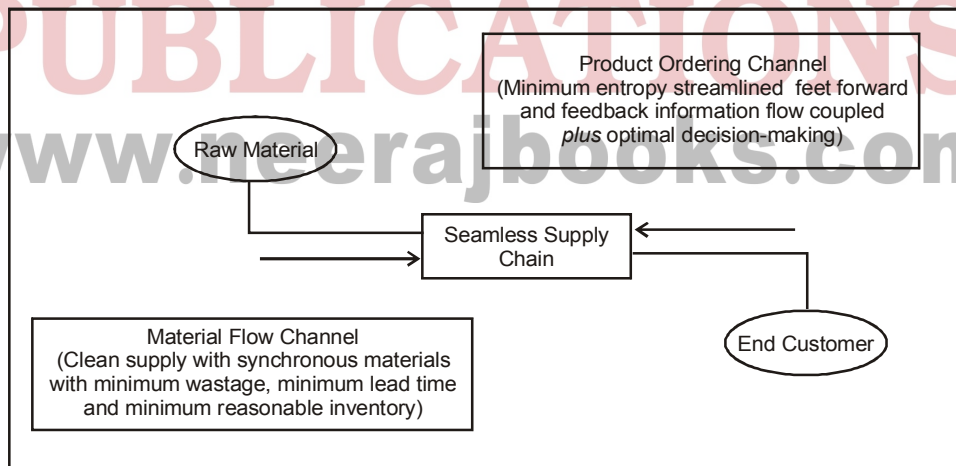 PUBLICATIONS
www.neerajbooks.com
Product Ordering Channel
(Minimum entropy streamlined feet forward
and feedback information flow coupled
plus optimal decision-making)
Raw Material
Seamless Supply
Chain
Material Flow Channel
(Clean supply with synchronous materials
with minimum wastage, minimum lead time
and minimum reasonable inventory)
End Customer